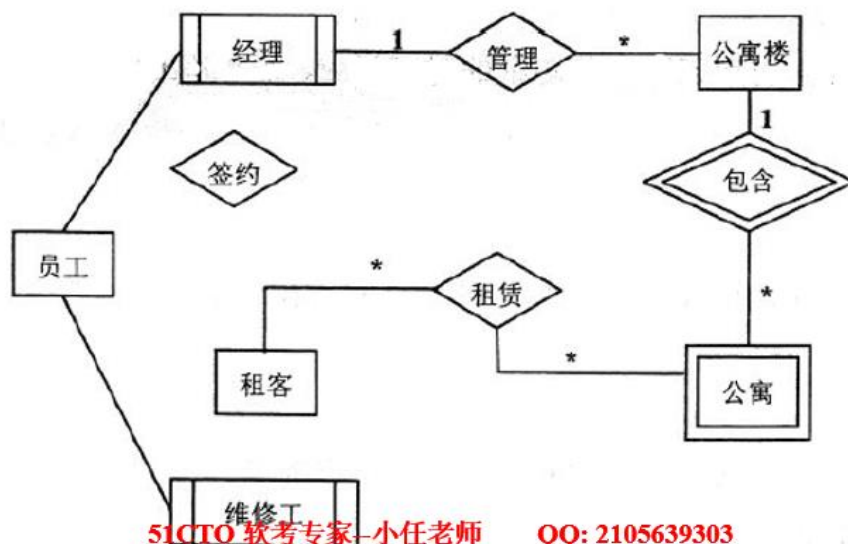 经理
1
管理
*
公寓楼
1
签约
包含
员工
*
租赁
*
*
租客
公寓
维修工
51CTO 软考专家--小任老师 QQ: 2105639303